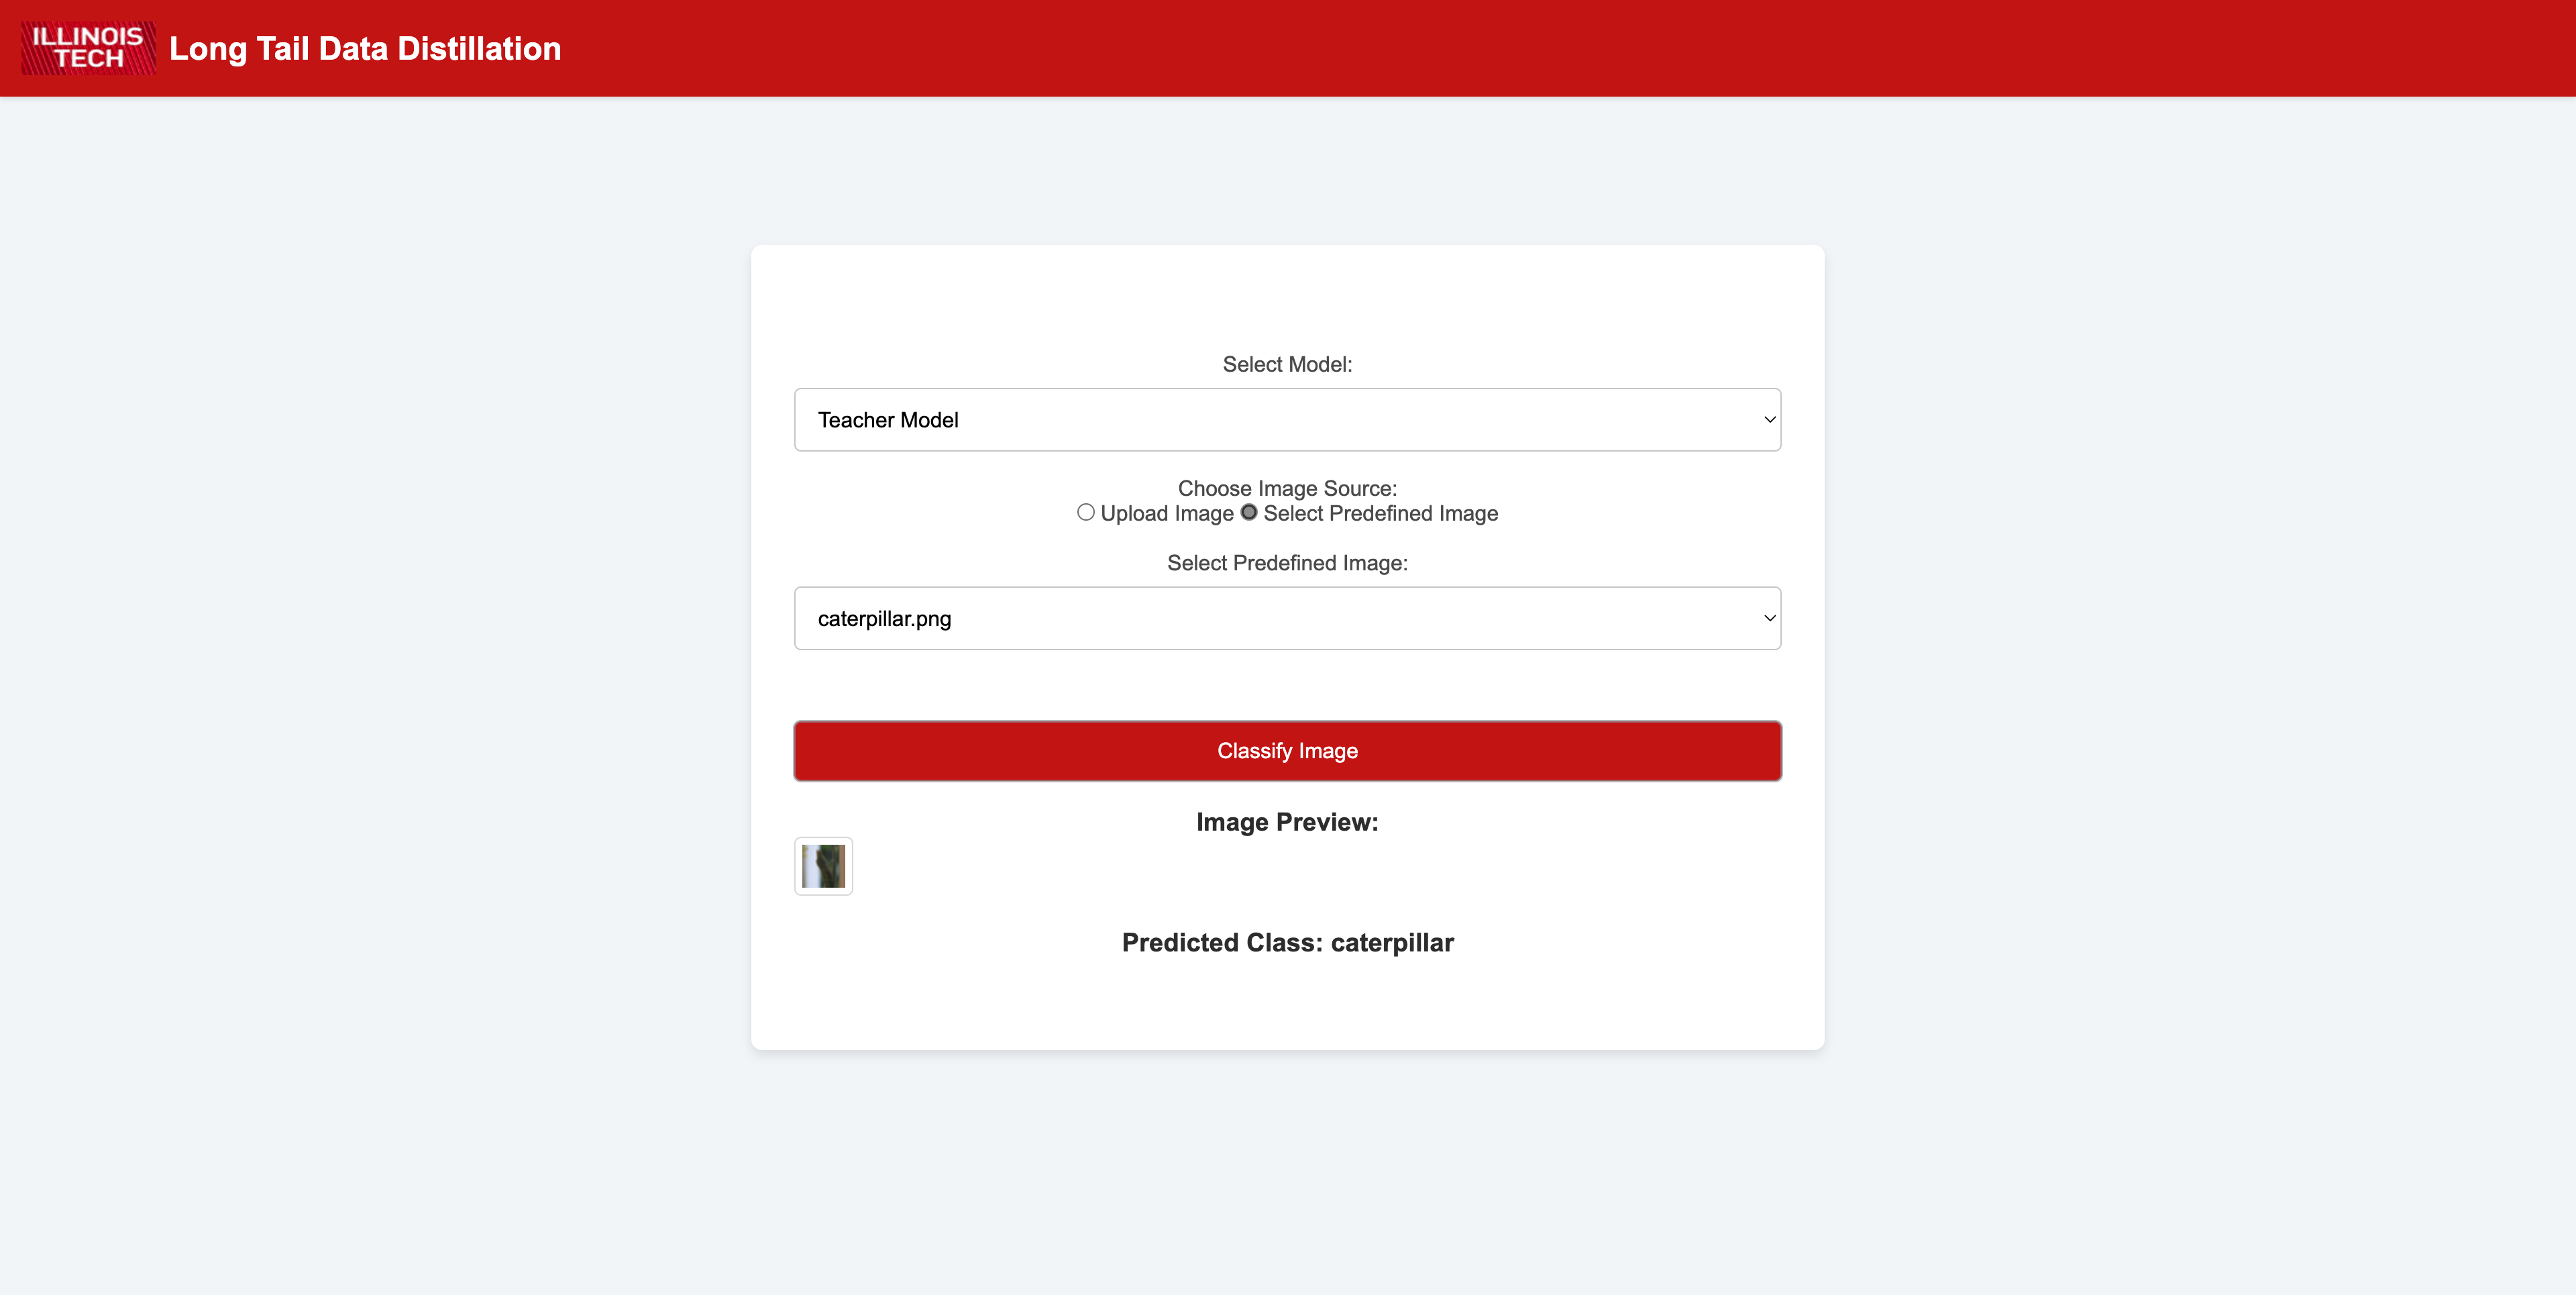 ILLINOIS
TECH
Long Tail Data Distillation
Select Model:
Teacher Model
Choose Image Source:
Upload Image Select Predefined Image
Select Predefined Image:
caterpillar.png
Classify Image
Image Preview:
Predicted Class: caterpillar